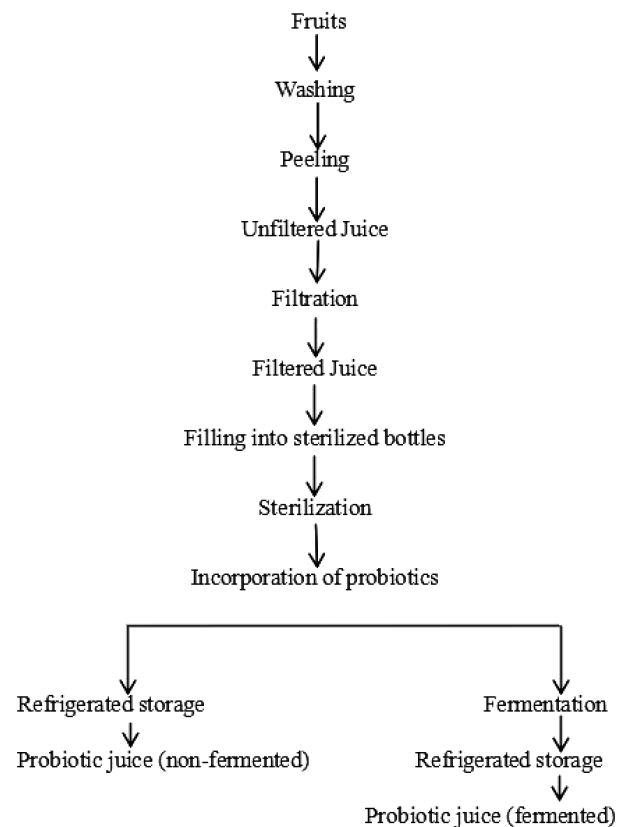 Fruits
Washing
Peeling
Unfiltered Juice
Filtration
Filtered Juice
Filling into sterilized bottles
Sterilization
Incorporation of probiotics
Refrigerated storage
Probiotic juice (non-fermented)
Fermentation
Refrigerated storage
Probiotic juice (fermented)